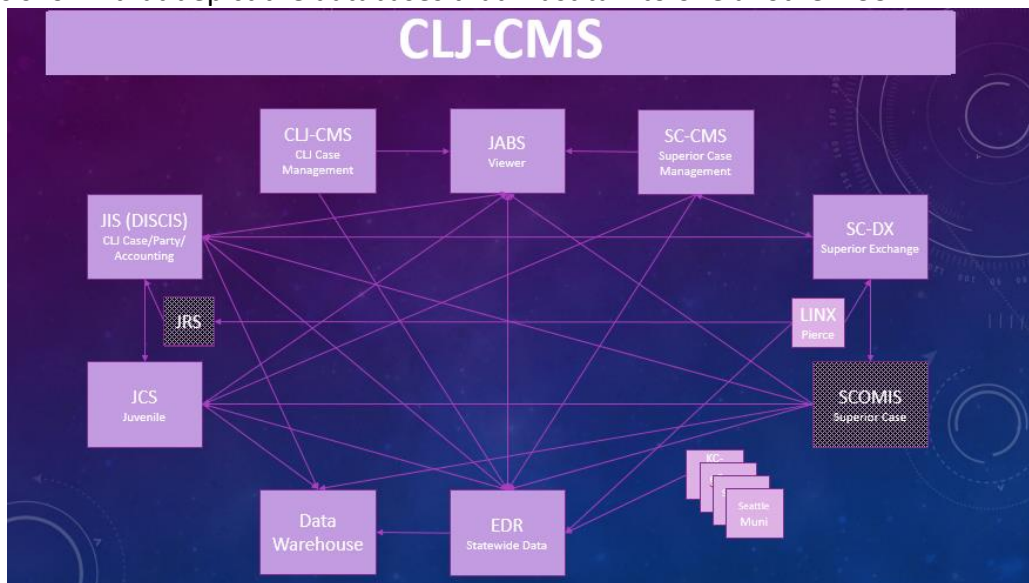 CLJ-CMS
CLJ-CMS
CLJ Case
Management
JABS
Viewer
SC-CMS
Superior Case
Management
JIS (DISCIS)
CLJ Case/Party/
Accounting
SC-DX
Superior Exchange
JRS
LINX
Pierce
JCS
Juvenile
SCOMIS
Superior Case
KC-
Seattle
Muni
Data
Warehouse
EDR
Statewide Data